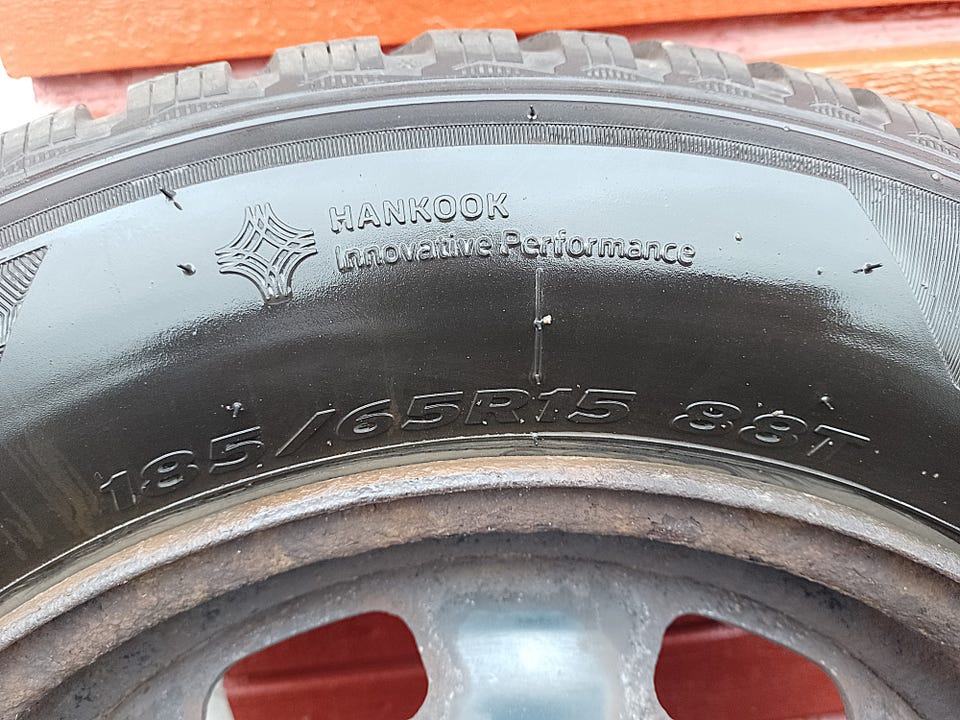 HANKOOK
Innovative Performance
185/65R15 88T